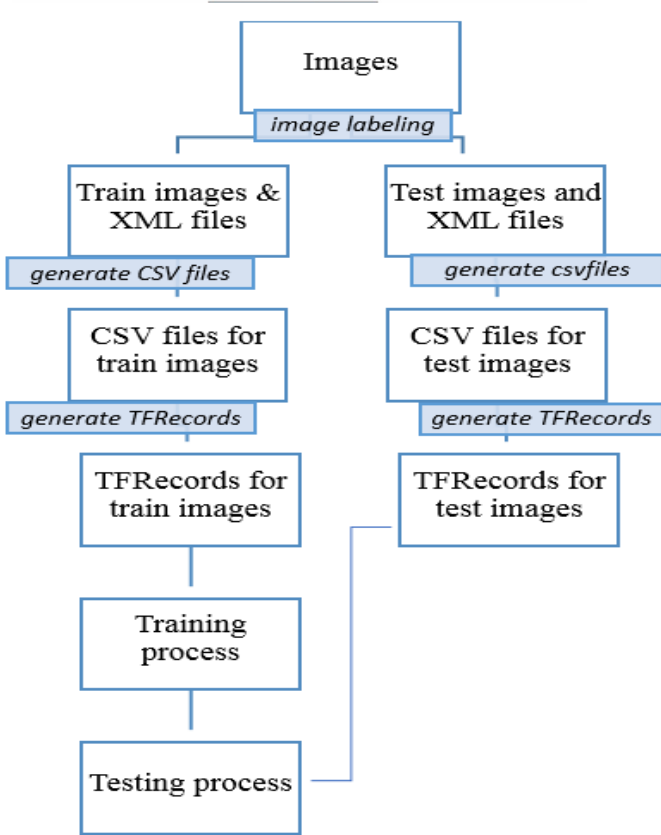 Images
image labeling
Train images &
XML files
Test images and
XML files
generate CSV files
generate csvfiles
CSV files for
train images
CSV files for
test images
generate TFRecords
generate TFRecords
TFRecords for
train images
TFRecords for
test images
Training
process
Testing process